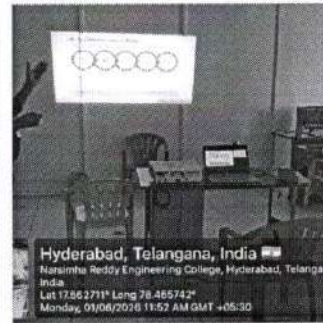 Hyderabad, Telangana, India
Narsimha Reddy Engineering College, Hyderabad, Telanga
India
Lat 17.562711° Long 78.465742°
Monday, 01/06/2026 11:52 AM GMT +05:30